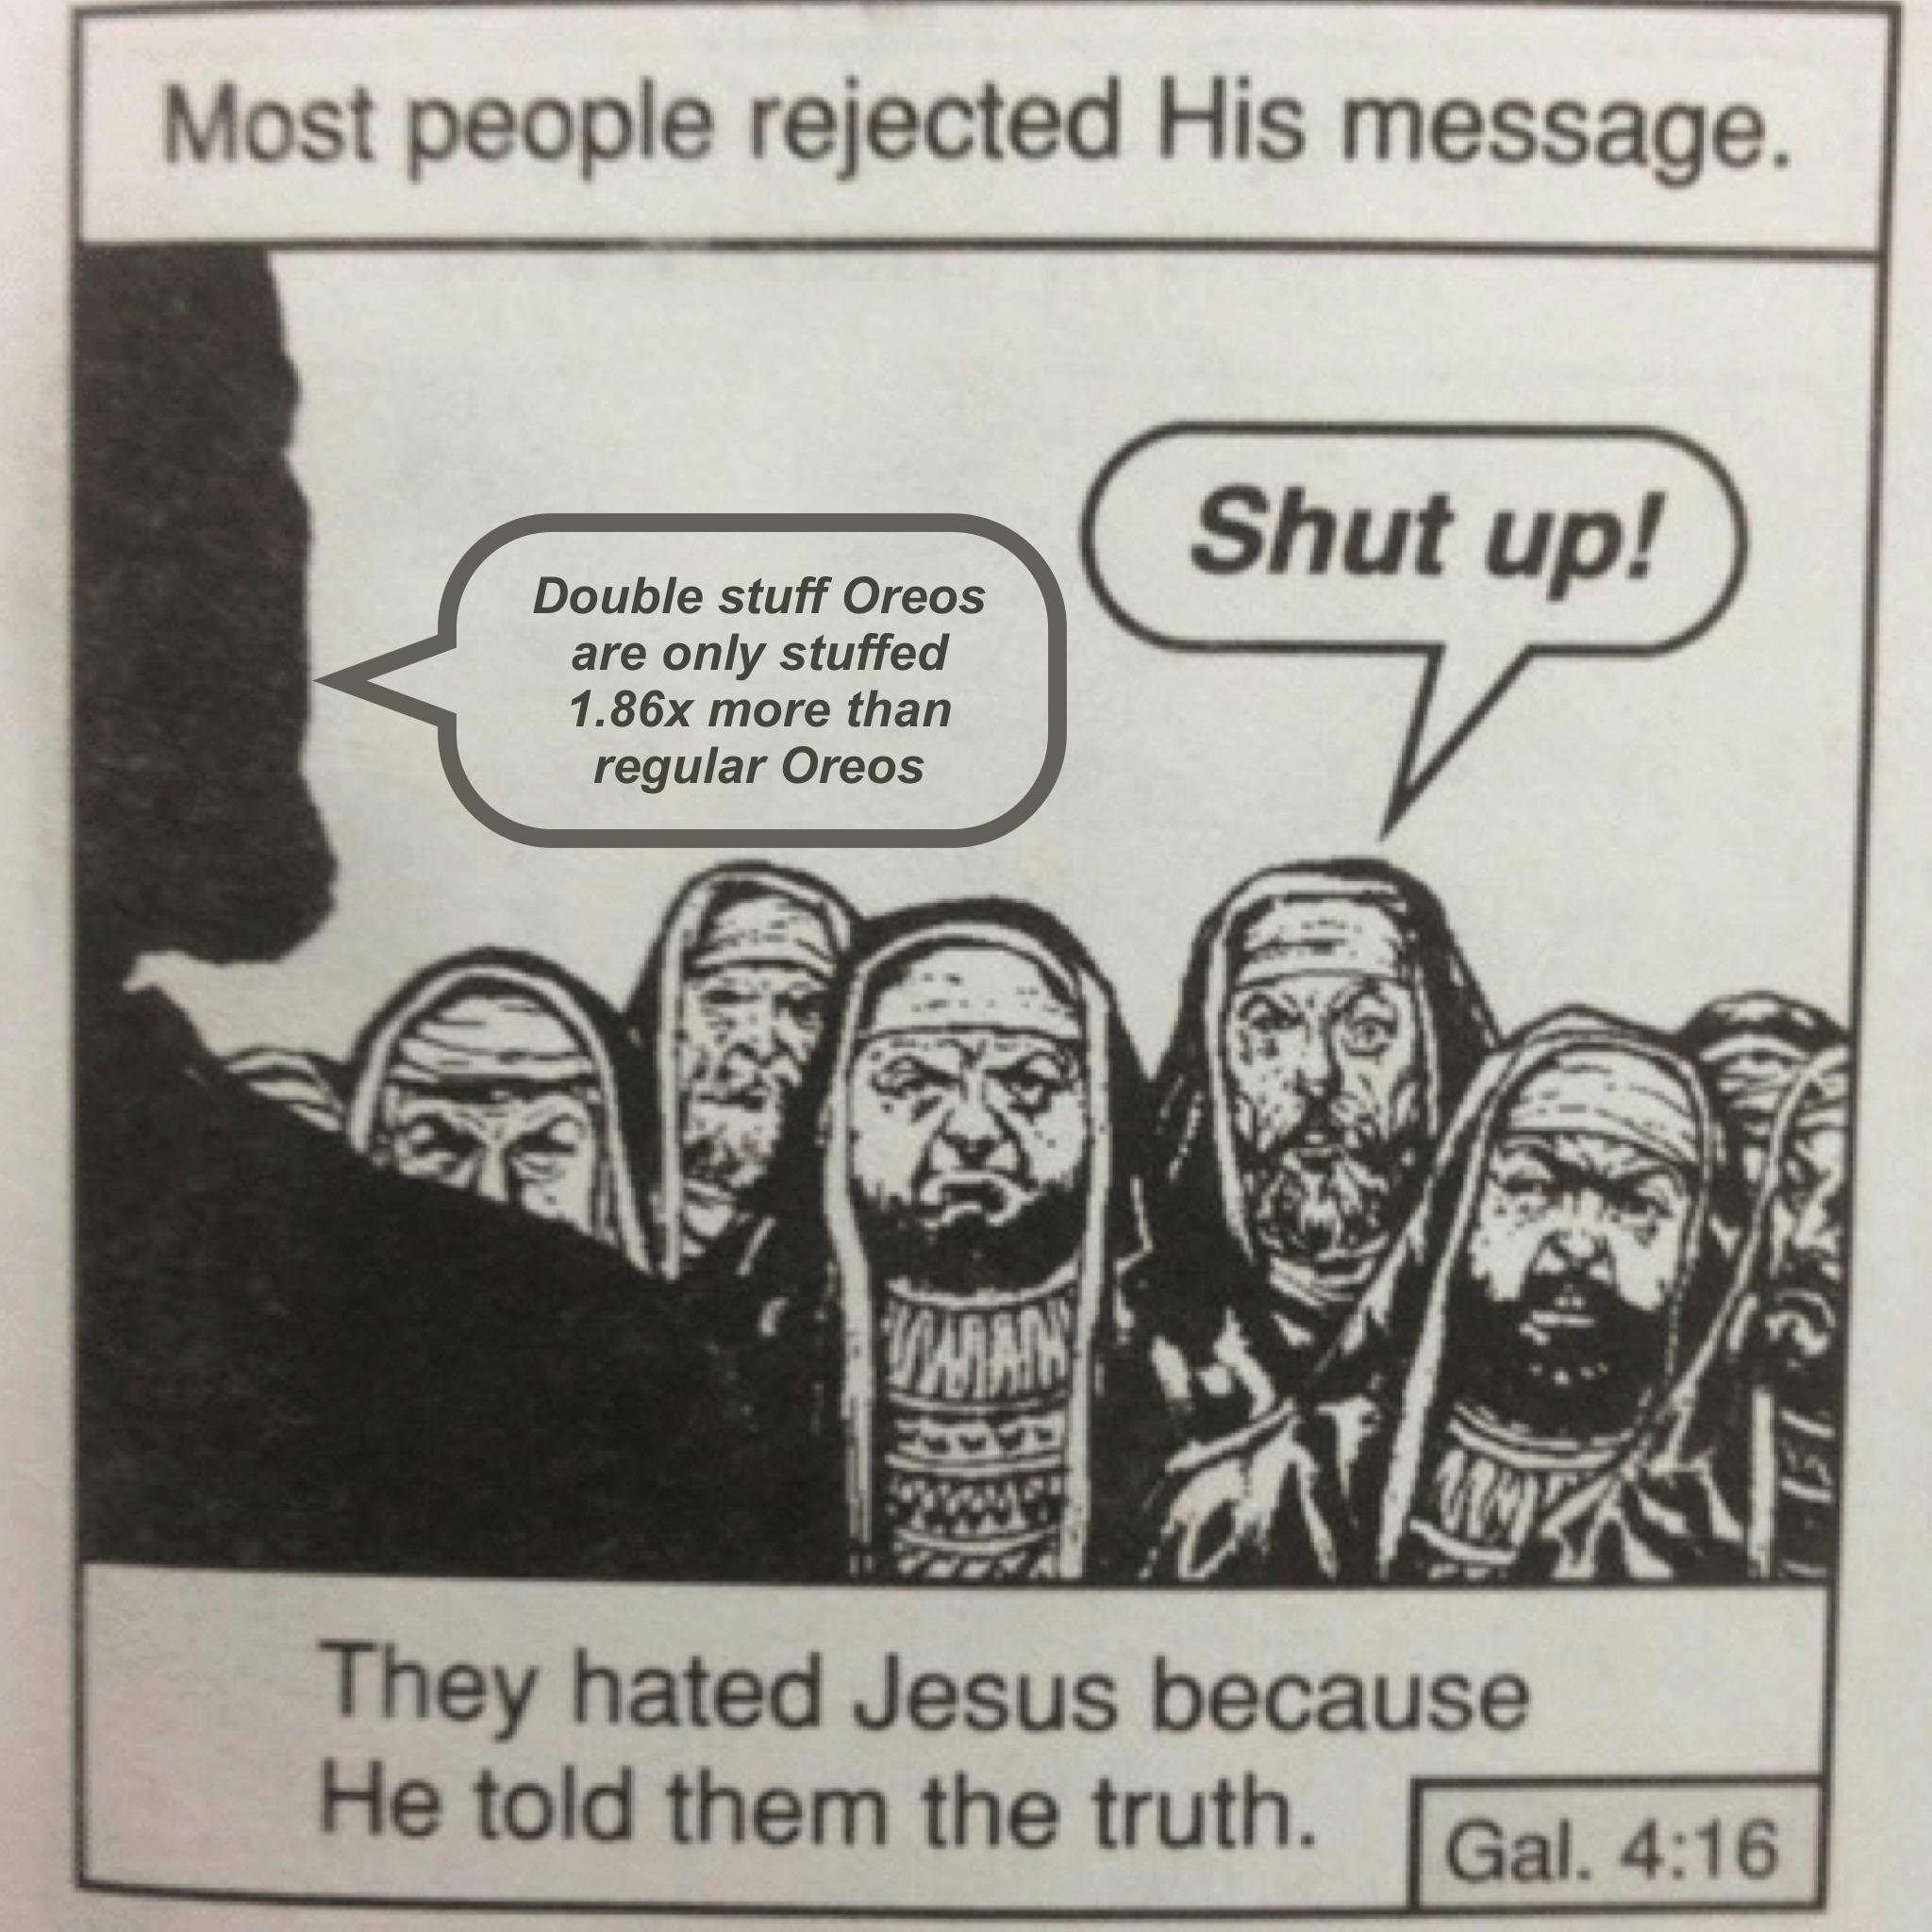 Most people rejected His message.
Double stuff Oreos
are only stuffed
1.86x more than
regular Oreos
Shut up!
They hated Jesus because
He told them the truth.
Gal. 4:16